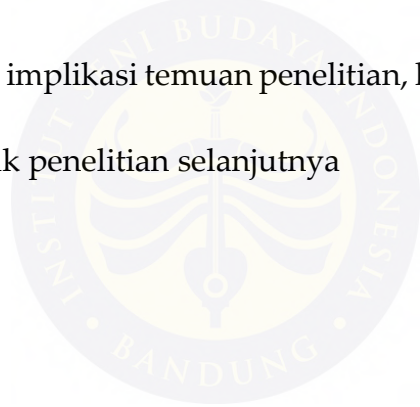 implikasi temuan penelitian,
k penelitian selanjutnya
INSTITUT SENI BUDAYA INDONESIA
• BANDUNG •